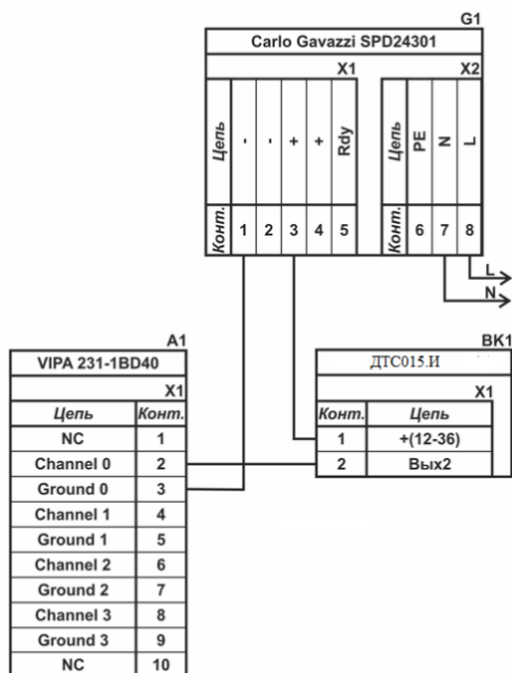 G1
Carlo Gavazzi SPD24301
X1
X2
Цепь - - + + Rdy
Цепь PE N L
Конт. 1 2 3 4 5
Конт. 6 7 8
L
N
A1
VIPA 231-1BD40
X1
Цепь Конт.
NC 1
Channel 0 2
Ground 0 3
Channel 1 4
Ground 1 5
Channel 2 6
Ground 2 7
Channel 3 8
Ground 3 9
NC 10
BK1
ДТС015.И
X1
Конт. Цепь
1 +(12-36)
2 Вых2